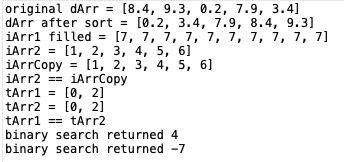 original dArr = [8.4, 9.3, 0.2, 7.9, 3.4]
dArr after sort = [0.2, 3.4, 7.9, 8.4, 9.3]
iArr1 filled = [7, 7, 7, 7, 7, 7, 7, 7, 7, 7]
iArr2 = [1, 2, 3, 4, 5, 6]
iArrCopy = [1, 2, 3, 4, 5, 6]
iArr2 == iArrCopy
tArr1 = [0, 2]
tArr2 = [0, 2]
tArr1 == tArr2
binary search returned 4
binary search returned -7